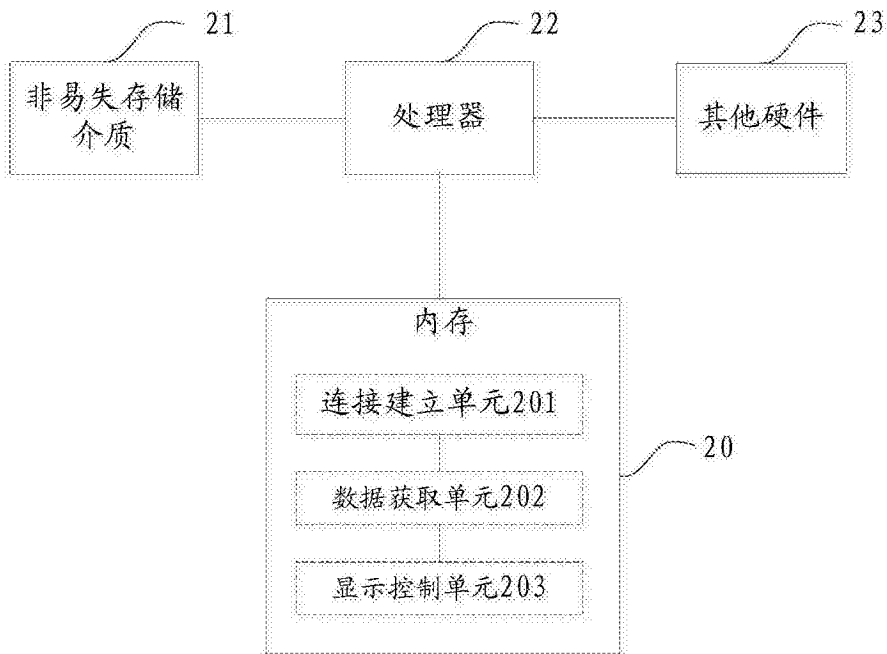 21
22
23
非易失存储
介质
处理器
其他硬件
内存
连接建立单元201
数据获取单元202
显示控制单元203
20